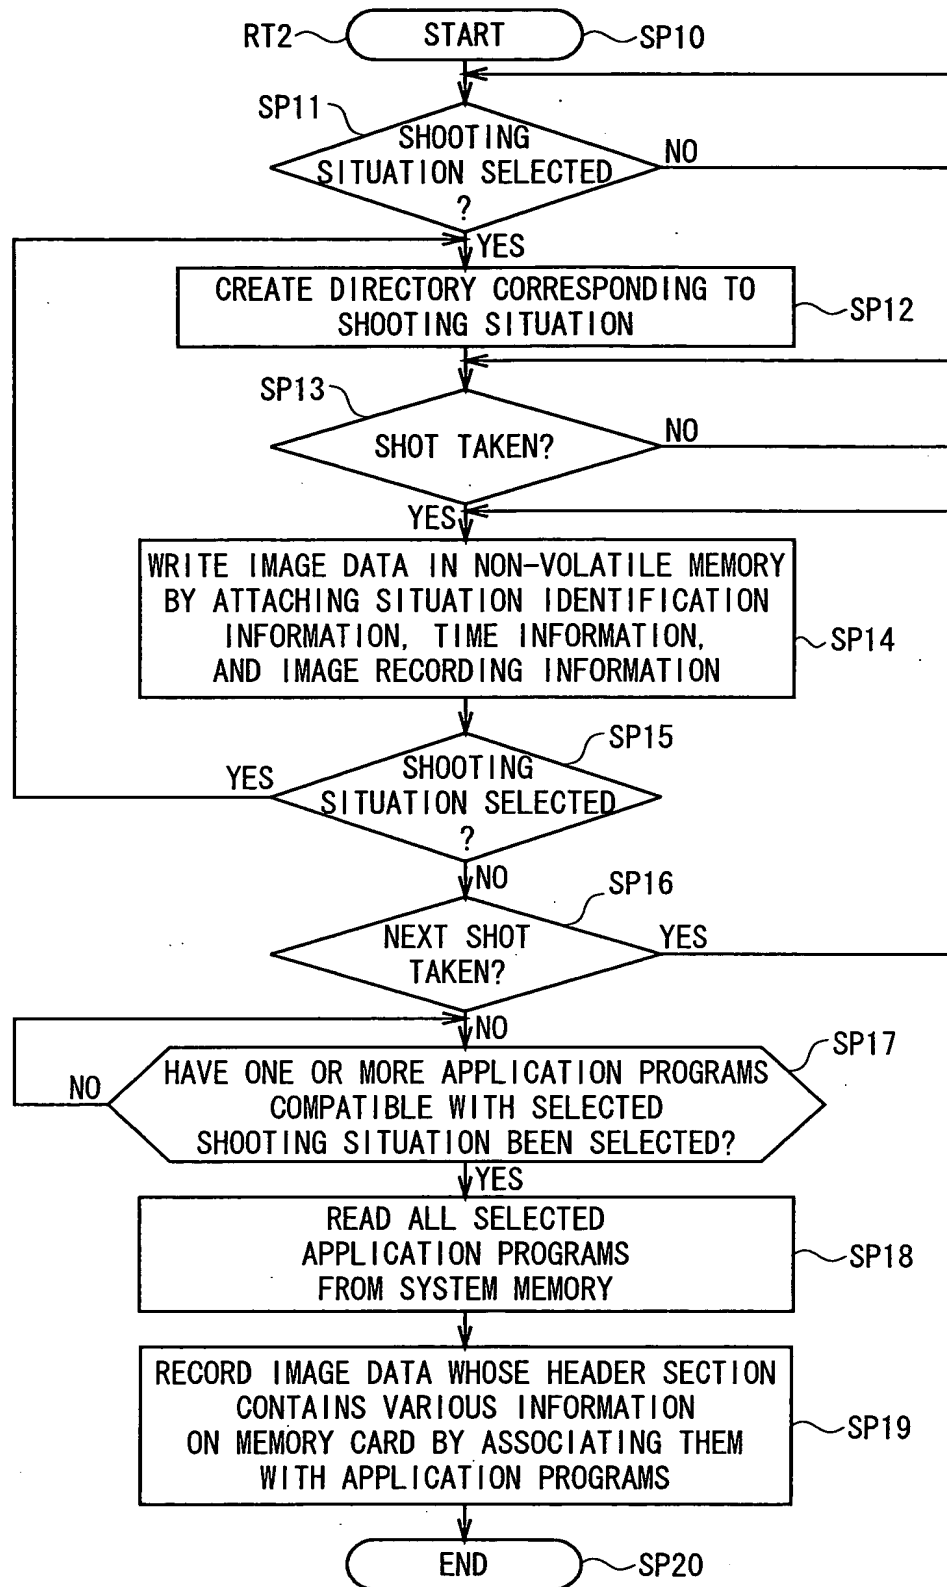 RT2
START
SP10
SP11
SHOOTING
SITUATION SELECTED
?
NO
YES
CREATE DIRECTORY CORRESPONDING TO
SHOOTING SITUATION
SP12
SP13
SHOT TAKEN?
NO
YES
WRITE IMAGE DATA IN NON-VOLATILE MEMORY
BY ATTACHING SITUATION IDENTIFICATION
INFORMATION, TIME INFORMATION,
AND IMAGE RECORDING INFORMATION
SP14
SP15
YES
SHOOTING
SITUATION SELECTED
?
NO
SP16
NEXT SHOT
TAKEN?
YES
NO
SP17
NO
HAVE ONE OR MORE APPLICATION PROGRAMS
COMPATIBLE WITH SELECTED
SHOOTING SITUATION BEEN SELECTED?
YES
READ ALL SELECTED
APPLICATION PROGRAMS
FROM SYSTEM MEMORY
SP18
RECORD IMAGE DATA WHOSE HEADER SECTION
CONTAINS VARIOUS INFORMATION
ON MEMORY CARD BY ASSOCIATING THEM
WITH APPLICATION PROGRAMS
SP19
END
SP20